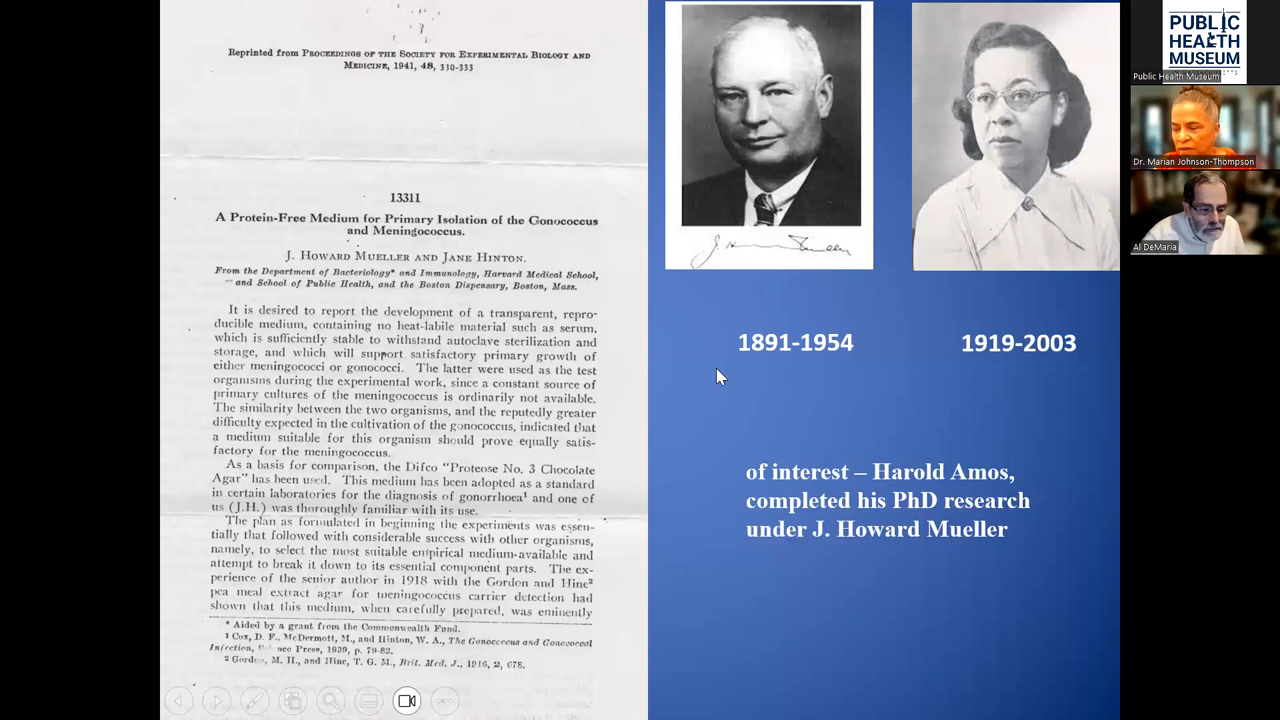 Reprinted from PROCEEDINGS OF THE SOCIETY FOR EXPERIMENTAL BIOLOGY AND
MEDICINE, 1941, 48, 330-333
13311
A Protein-Free Medium for Primary Isolation of the Gonococcus
and Meningococcus.
J. HOWARD MUELLER AND JANE HINTON.
From the Department of Bacteriology* and Immunology, Harvard Medical School,
and School of Public Health, and the Boston Dispensary, Boston, Mass.
It is desired to report the development of a transparent, repro-
ducible medium, containing no heat-labile material such as serum,
which is sufficiently stable to withstand autoclave sterilization and
storage, and which will support satisfactory primary growth of
either meningococci or gonococci. The latter were used as the test
organisms during the experimental work, since a constant source of
primary cultures of the meningococcus is ordinarily not available.
The similarity between the two organisms, and the reputedly greater
difficulty expected in the cultivation of the gonococcus, indicated that
a medium suitable for this organism should prove equally satis-
factory for the meningococcus.
As a basis for comparison, the Difco "Proteose No. 3 Chocolate
Agar" has been used. This medium has been adopted as a standard
in certain laboratories for the diagnosis of gonorrhoea¹ and one of
us (J.H.) was thoroughly familiar with its use.
The plan as formulated in beginning the experiments was essen-
tially that followed with considerable success with other organisms,
namely, to select the most suitable empirical medium-available and
attempt to break it down to its essential component parts. The ex-
perience of the senior author in 1918 with the Gordon and Hine²
pea meal extract agar for meningococcus carrier detection had
shown that this medium, when carefully prepared, was eminently
* Aided by a grant from the Commonwealth Fund.
¹ Cox, D. F., McDermott, M., and Hinton, W. A., The Gonococcus and Gonococcal
Infection, Press, 1939, p. 79-82.
² Gordon, M. H., and Hine, T. G. M., Brit. Med. J., 1916, 2, 678.
J. H Mueller
1891-1954
1919-2003
of interest – Harold Amos,
completed his PhD research
under J. Howard Mueller
PUBLIC
HEALTH
MUSEUM
Public Health Museum
Dr. Marian Johnson-Thompson
Al DeMaria